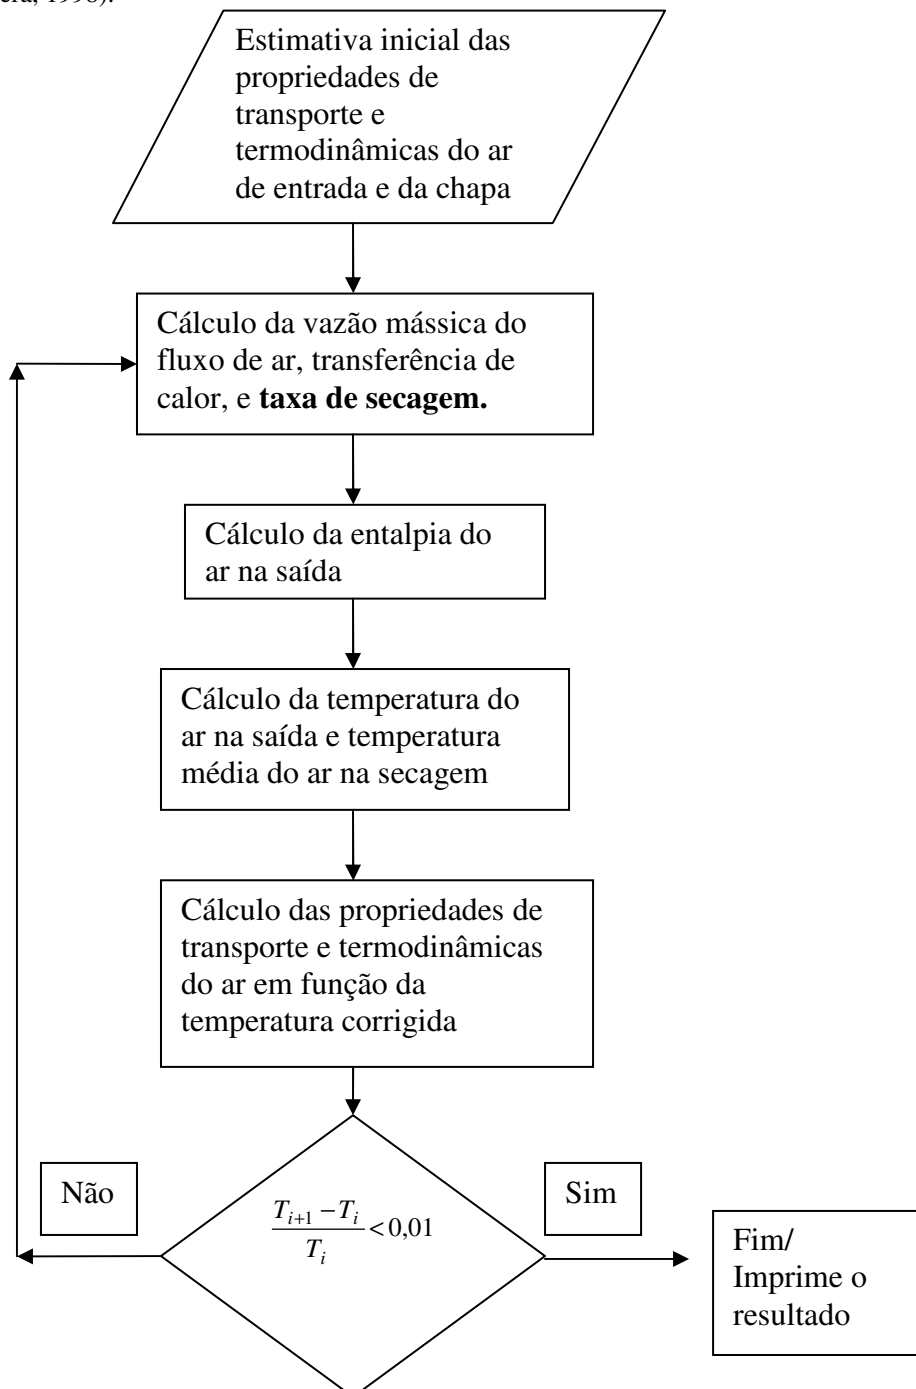 1998).
Estimativa inicial das
propriedades de
transporte e
termodinâmicas do ar
de entrada e da chapa
Cálculo da vazão mássica do
fluxo de ar, transferência de
calor, e taxa de secagem.
Cálculo da entalpia do
ar na saída
Cálculo da temperatura do
ar na saída e temperatura
média do ar na secagem
Cálculo das propriedades de
transporte e termodinâmicas
do ar em função da
temperatura corrigida
Não
\frac{T_{i+1} - T_i}{T_i} < 0,01
Sim
Fim/
Imprime o
resultado